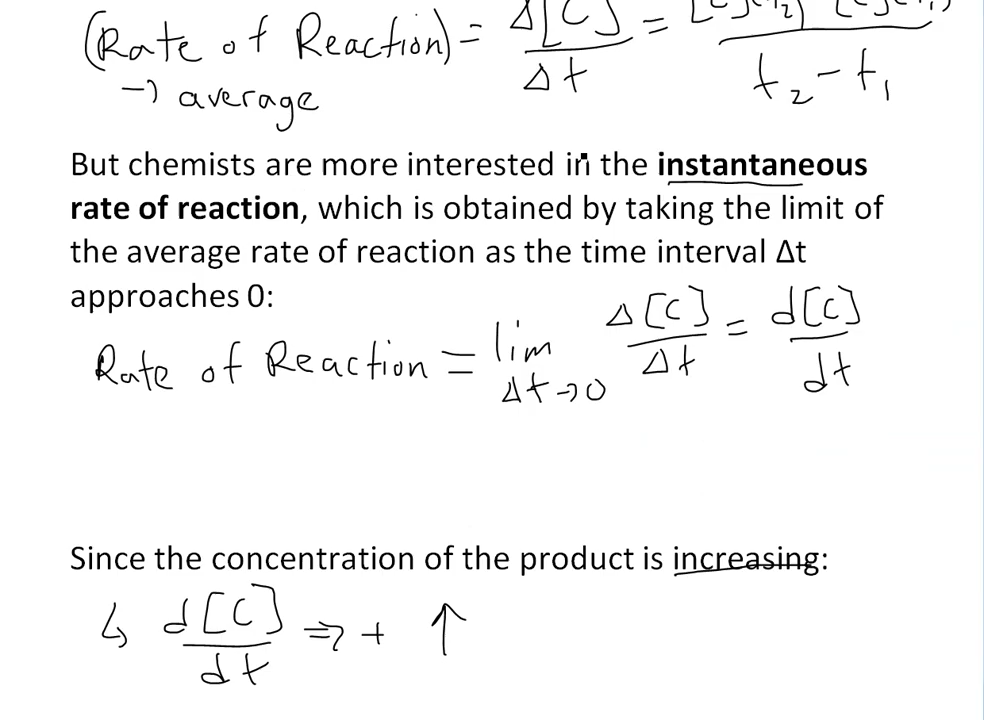 (Rate of Reaction) = Δ[C]/Δt = [C](t₂) - [C](t₁)/t₂ - t₁
→ average
But chemists are more interested in the instantaneous
rate of reaction, which is obtained by taking the limit of
the average rate of reaction as the time interval Δt
approaches 0:
Rate of Reaction = lim Δt→0 Δ[C]/Δt = d[C]/dt
Since the concentration of the product is increasing:
↳ d[C]/dt ⇒ + ↑